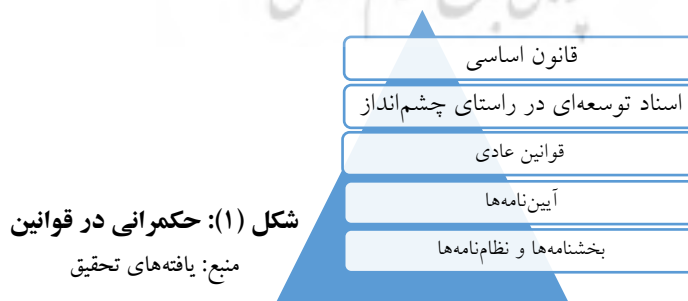 قانون اساسی
اسناد توسعه‌ای در راستای چشم‌انداز
قوانین عادی
آیین‌نامه‌ها
بخشنامه‌ها و نظام‌نامه‌ها
شکل (۱): حکمرانی در قوانین
منبع: یافته‌های تحقیق